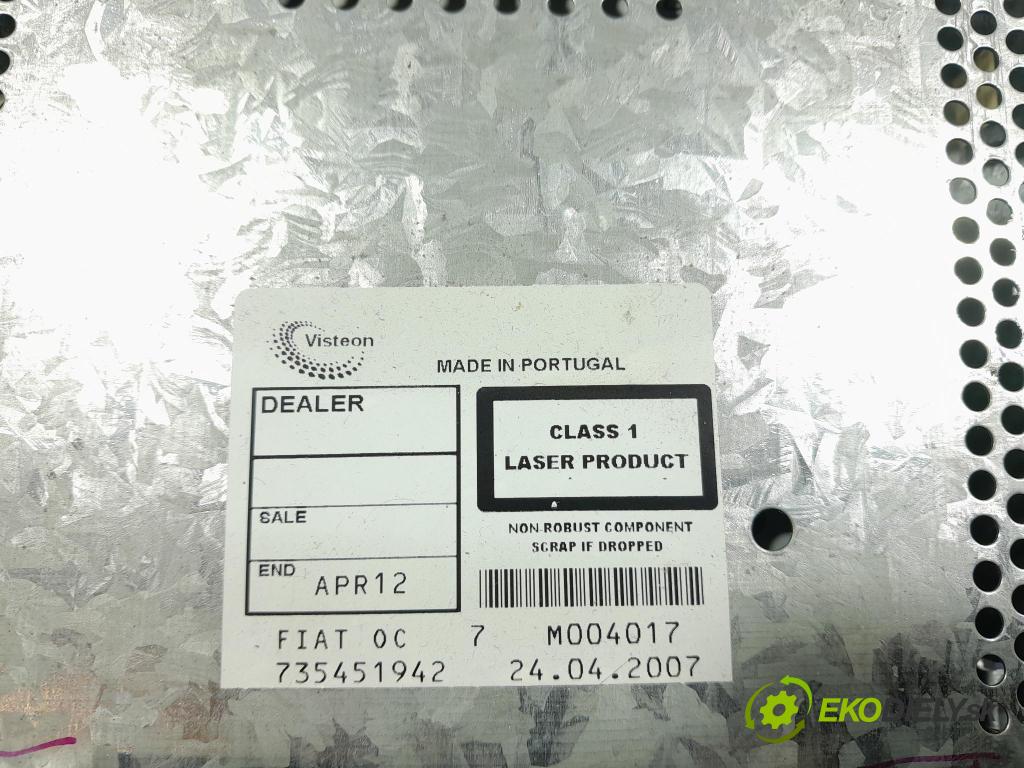 Visteon
MADE IN PORTUGAL
DEALER
CLASS 1
LASER PRODUCT
SALE
NON-ROBUST COMPONENT
SCRAP IF DROPPED
END
APR12
FIAT OC 7 M004017
735451942 24.04.2007
EKODIELY.sk